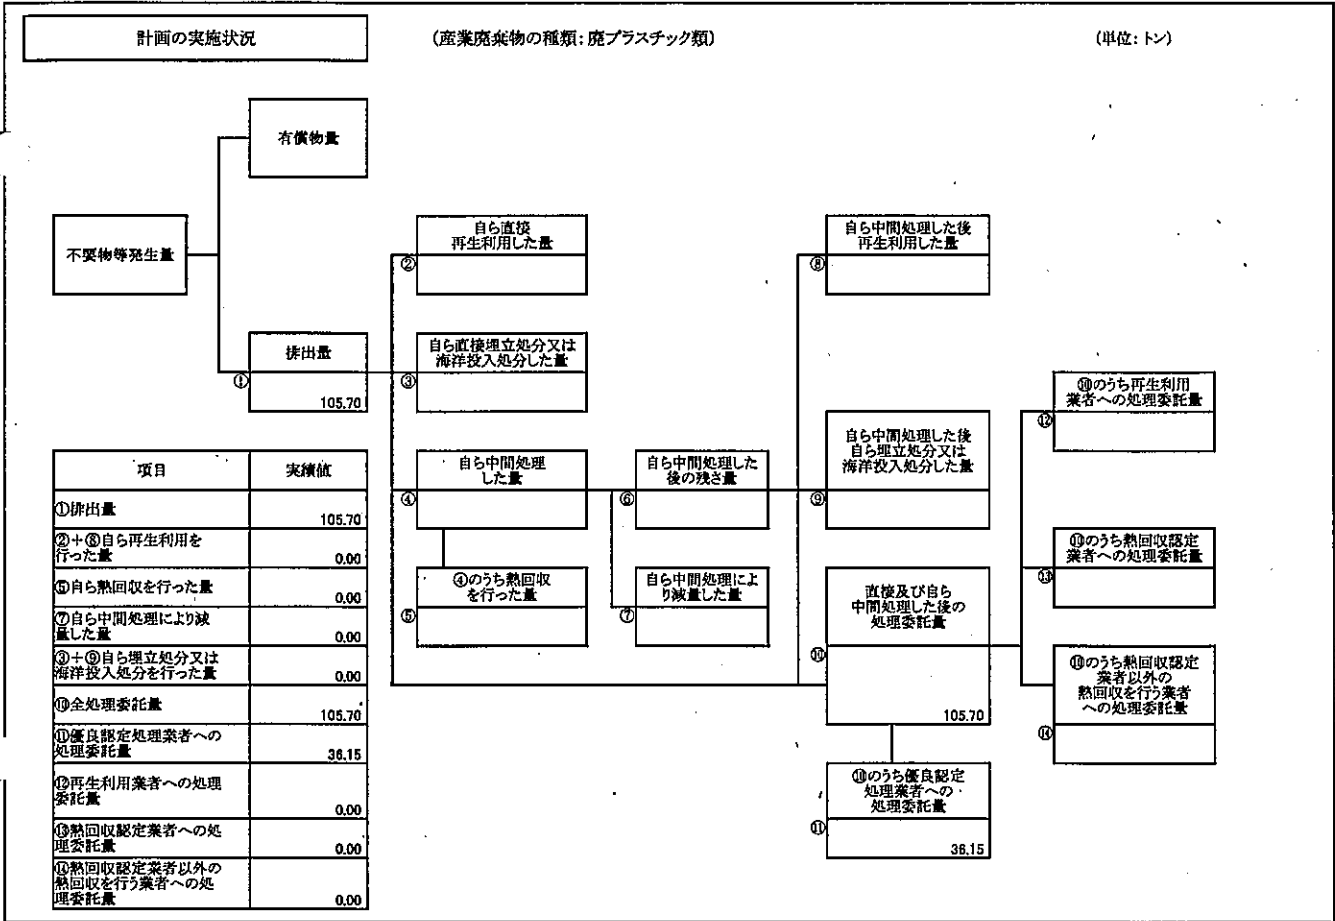 計画の実施状況
(産業廃棄物の種類：廃プラスチック類)
(単位：トン)
有償物量
不要物等発生量
排出量
①
105.70
自ら直接
再生利用した量
②
自ら直接埋立処分又は
海洋投入処分した量
③
自ら中間処理
した量
④
④のうち熱回収
を行った量
⑤
自ら中間処理した
後の残さ量
⑥
自ら中間処理によ
り減量した量
⑦
自ら中間処理した後
再生利用した量
⑧
自ら中間処理した後
自ら埋立処分又は
海洋投入処分した量
⑨
直接及び自ら
中間処理した後の
処理委託量
⑩
105.70
⑩のうち優良認定
処理業者への
処理委託量
⑪
36.15
⑩のうち再生利用
業者への処理委託量
⑫
⑩のうち熱回収認定
業者への処理委託量
⑬
⑩のうち熱回収認定
業者以外の
熱回収を行う業者
への処理委託量
⑭
項目 実績値
①排出量
105.70
②+⑧自ら再生利用を
行った量
0.00
⑤自ら熱回収を行った量
0.00
⑦自ら中間処理により減
量した量
0.00
③+⑨自ら埋立処分又は
海洋投入処分を行った量
0.00
⑩全処理委託量
105.70
⑪優良認定処理業者への
処理委託量
36.15
⑫再生利用業者への処理
委託量
0.00
⑬熱回収認定業者への処
理委託量
0.00
⑭熱回収認定業者以外の
熱回収を行う業者への処
理委託量
0.00